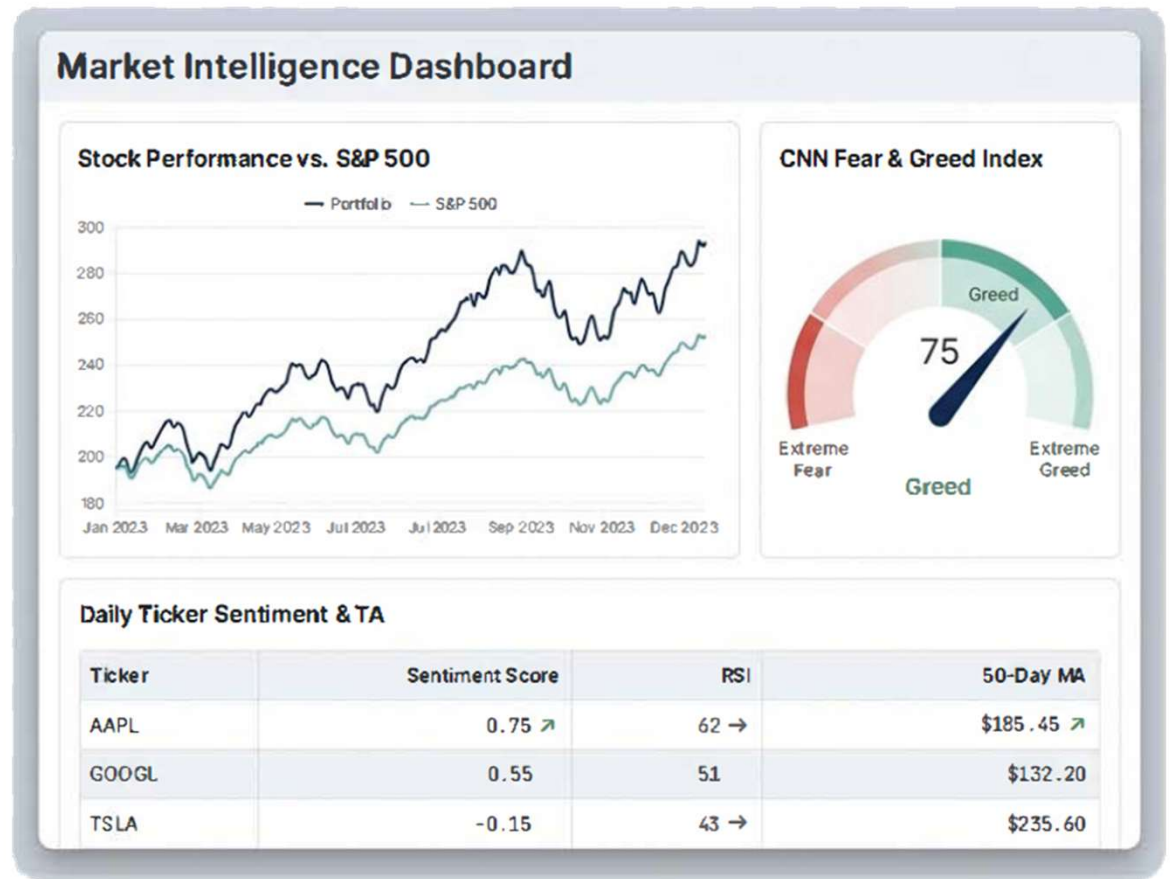 Market Intelligence Dashboard
Stock Performance vs. S&P 500
Portfolio S&P 500
300
280
260
240
220
200
180
Jan 2023 Mar 2023 May 2023 Jul 2023 Jul 2023 Sep 2023 Nov 2023 Dec 2023
CNN Fear & Greed Index
Greed
75
Extreme
Fear
Extreme
Greed
Greed
Daily Ticker Sentiment & TA
Ticker Sentiment Score RSI 50-Day MA
AAPL 0.75 ↗ 62 → $185.45 ↗
GOOGL 0.55 51 $132.20
TSLA -0.15 43 → $235.60